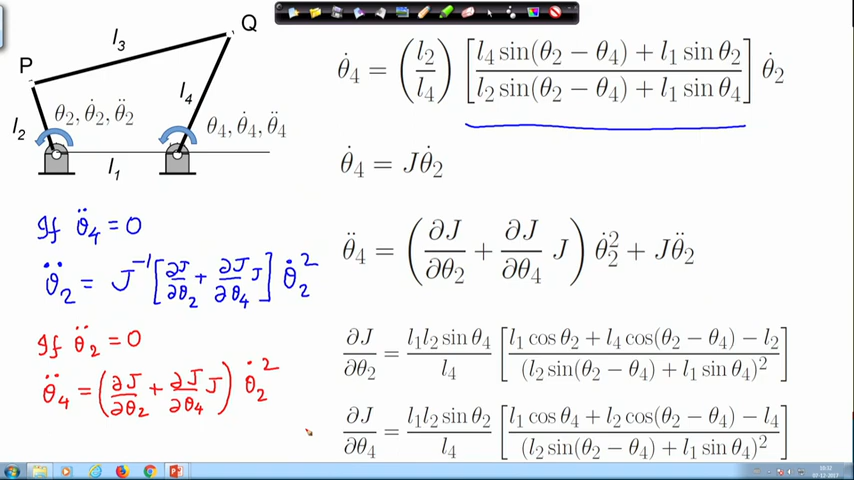 Q
l₃
P
l₄
l₂
θ₂, θ̇₂, θ̈₂
θ₄, θ̇₄, θ̈₄
l₁
θ̇₄ = (l₂/l₄) [(l₄ sin(θ₂ − θ₄) + l₁ sin θ₂)/(l₂ sin(θ₂ − θ₄) + l₁ sin θ₄)] θ̇₂
θ̇₄ = Jθ̇₂
θ̈₄ = (∂J/∂θ₂ + ∂J/∂θ₄ J) θ̇₂² + Jθ̈₂
∂J/∂θ₂ = l₁l₂ sin θ₄/l₄ [(l₁ cos θ₂ + l₄ cos(θ₂ − θ₄) − l₂)/(l₂ sin(θ₂ − θ₄) + l₁ sin θ₄)²]
∂J/∂θ₄ = l₁l₂ sin θ₂/l₄ [(l₁ cos θ₄ + l₂ cos(θ₂ − θ₄) − l₄)/(l₂ sin(θ₂ − θ₄) + l₁ sin θ₄)²]
If θ̈₄ = 0
θ̈₂ = J⁻¹ [∂J/∂θ₂ + ∂J/∂θ₄ J] θ̇₂²
If θ̈₂ = 0
θ̈₄ = (∂J/∂θ₂ + ∂J/∂θ₄ J) θ̇₂²